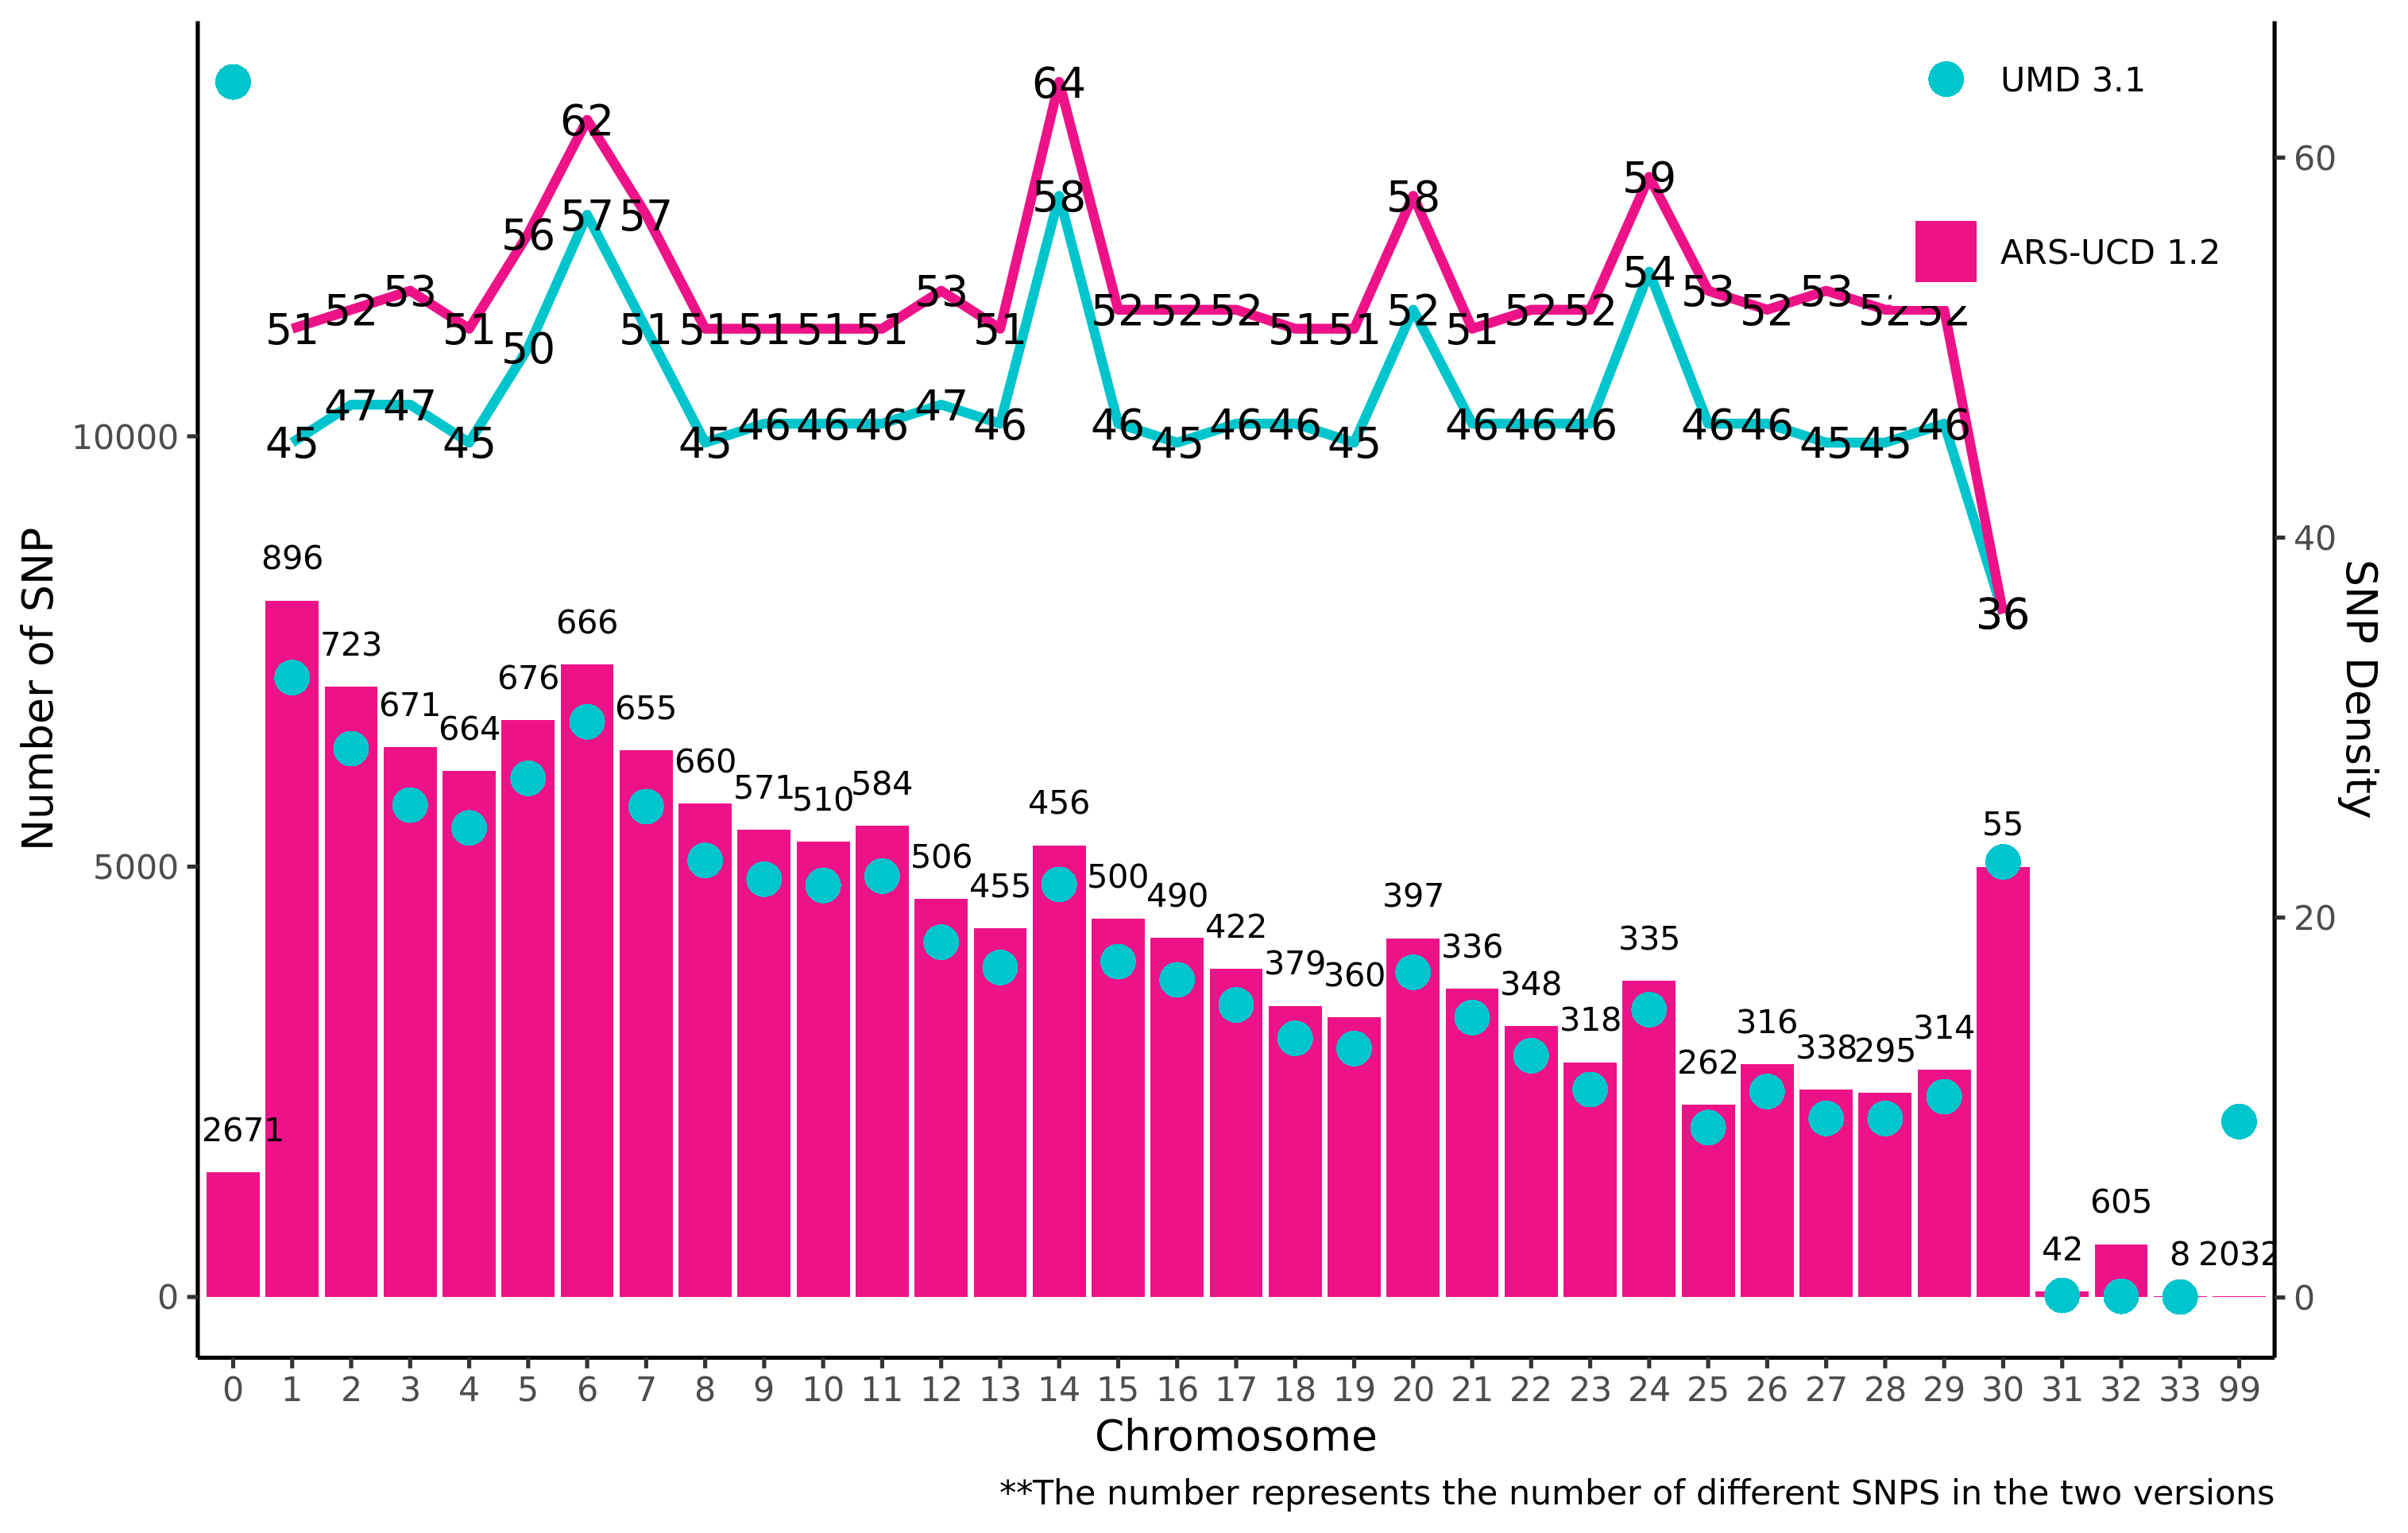 UMD 3.1
ARS-UCD 1.2
64
62
60
59
58
58
57 57
56
54
53 53 53 53
52 52 52 52 52 52 52 52 52 52
51 51 51 51 51 51 51 51 51 51 51
50
47 47 47
46 46 46 46 46 46 46 46 46 46 46 46 46
45 45 45 45 45 45 45
10000
40
36
Number of SNP
SNP Density
896 723 671 664 676 666 655 660 571 510 584 506 455 456 500 490 422 379 360 397 336 348 318 335 262 316 338 295 314 55
5000
20
2671
42 605 8 2032
0
0
0 1 2 3 4 5 6 7 8 9 10 11 12 13 14 15 16 17 18 19 20 21 22 23 24 25 26 27 28 29 30 31 32 33 99
Chromosome
**The number represents the number of different SNPS in the two versions